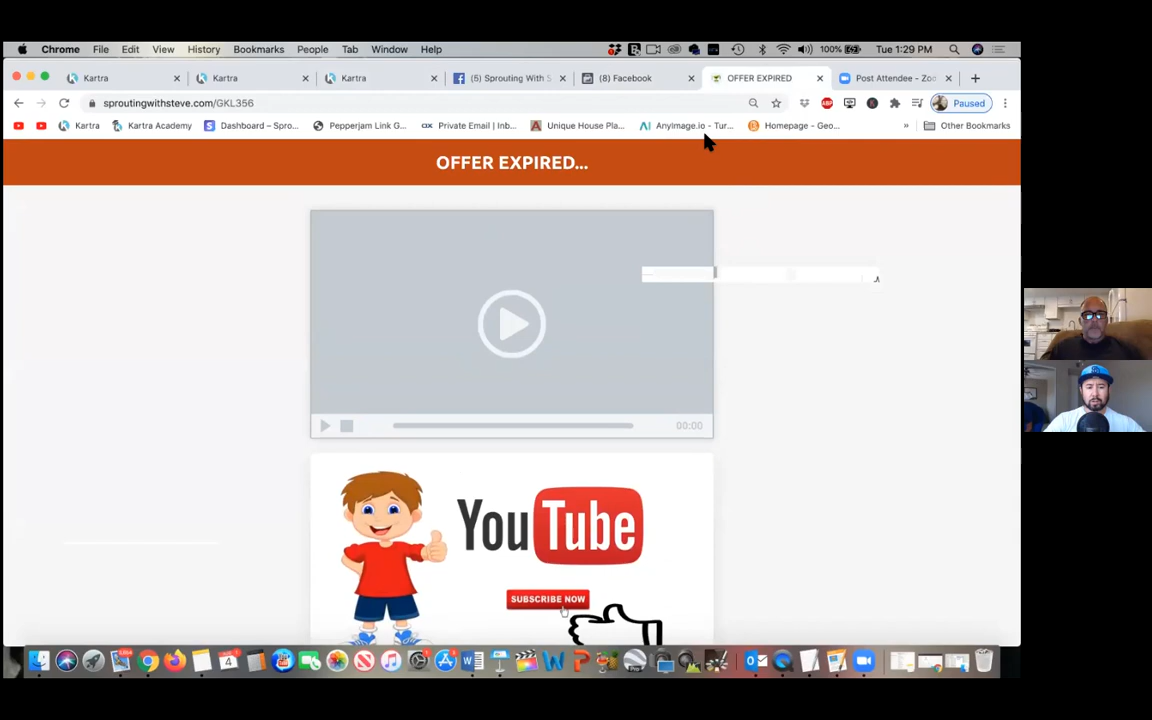 Chrome File Edit View History Bookmarks People Tab Window Help 100% Tue 1:29 PM
Kartra Kartra Kartra (5) Sprouting With S (8) Facebook OFFER EXPIRED Post Attendee - Zoo
sproutingwithsteve.com/GKL356 Paused
Kartra Kartra Academy Dashboard – Spro... Pepperjam Link G... Private Email | Inb... Unique House Pla... AnyImage.io - Tur... Homepage - Geo... » Other Bookmarks
OFFER EXPIRED...
00:00
YouTube
SUBSCRIBE NOW